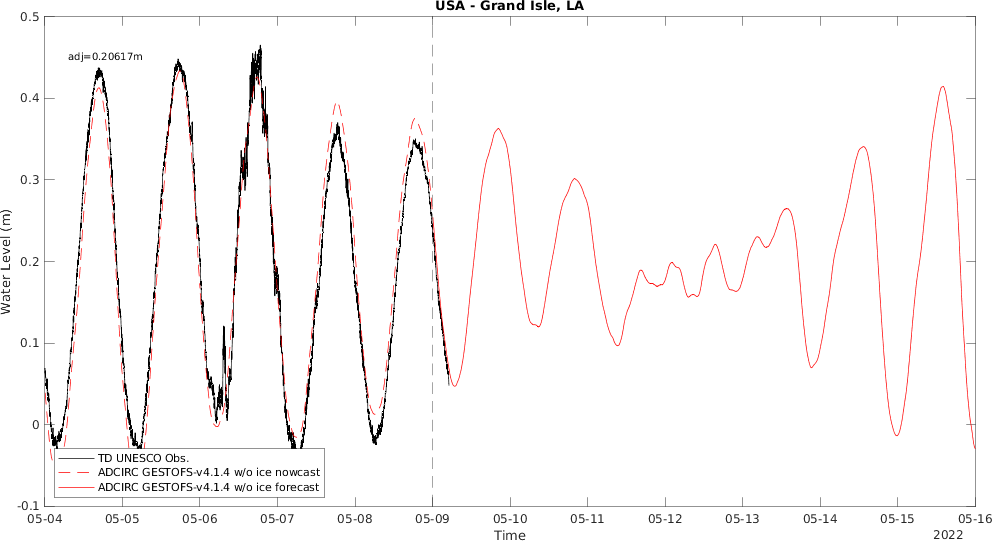 USA - Grand Isle, LA
adj=0.20617m
0.5
0.4
0.3
0.2
0.1
0
-0.1
Water Level (m)
TD UNESCO Obs.
ADCIRC GESTOFS-v4.1.4 w/o ice nowcast
ADCIRC GESTOFS-v4.1.4 w/o ice forecast
05-04 05-05 05-06 05-07 05-08 05-09 05-10 05-11 05-12 05-13 05-14 05-15 05-16
Time
2022